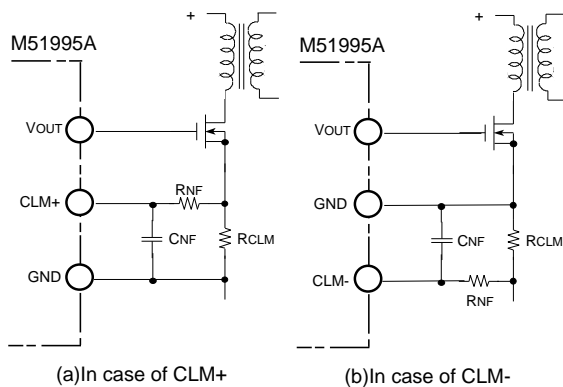 M51995A
+
VOUT
CLM+
RNF
CNF
RCLM
GND
(a)In case of CLM+
M51995A
+
VOUT
GND
CNF
RCLM
CLM-
RNF
(b)In case of CLM-